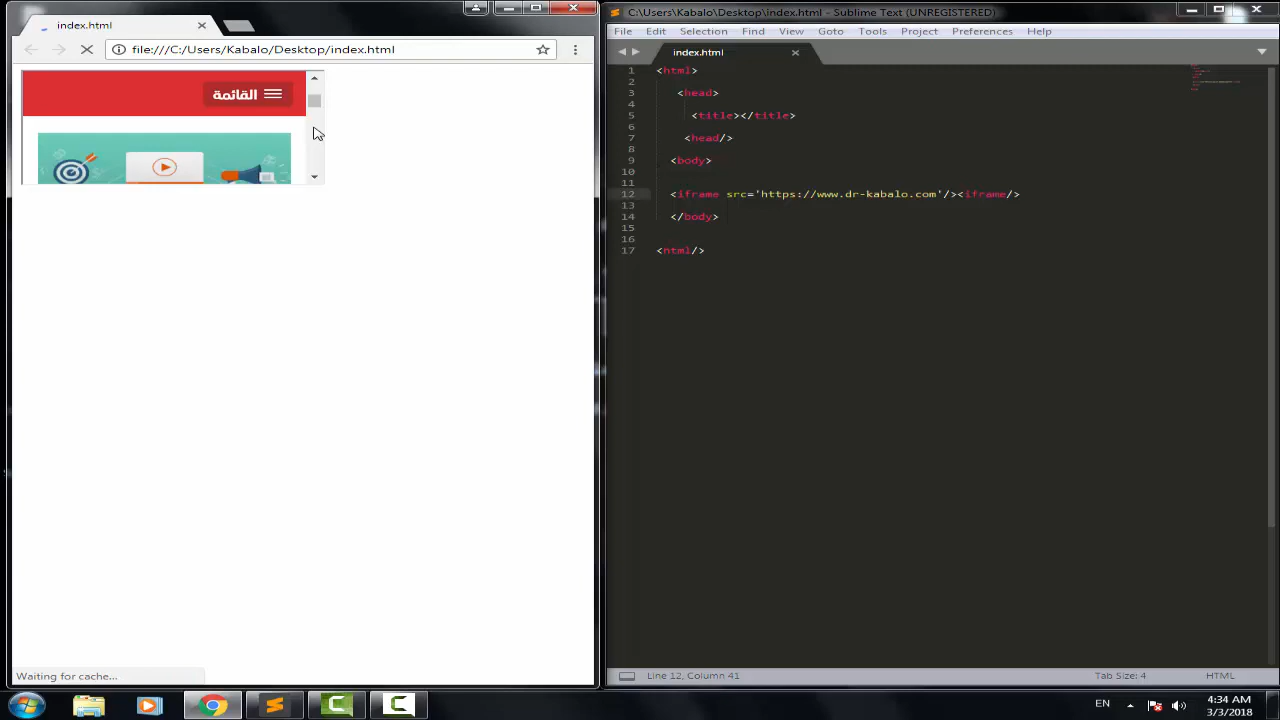 index.html
file:///C:/Users/Kabalo/Desktop/index.html
القائمة
Waiting for cache...
C:\Users\Kabalo\Desktop\index.html - Sublime Text (UNREGISTERED)
File Edit Selection Find View Goto Tools Project Preferences Help
index.html
1 <html>
2
3 <head>
4
5 <title></title>
6
7 <head/>
8
9 <body>
10
11
12 <iframe src='https://www.dr-kabalo.com'/><iframe/>
13
14 </body>
15
16
17 <ntml/>
Line 12, Column 41
Tab Size: 4
HTML
EN
4:34 AM
3/3/2018